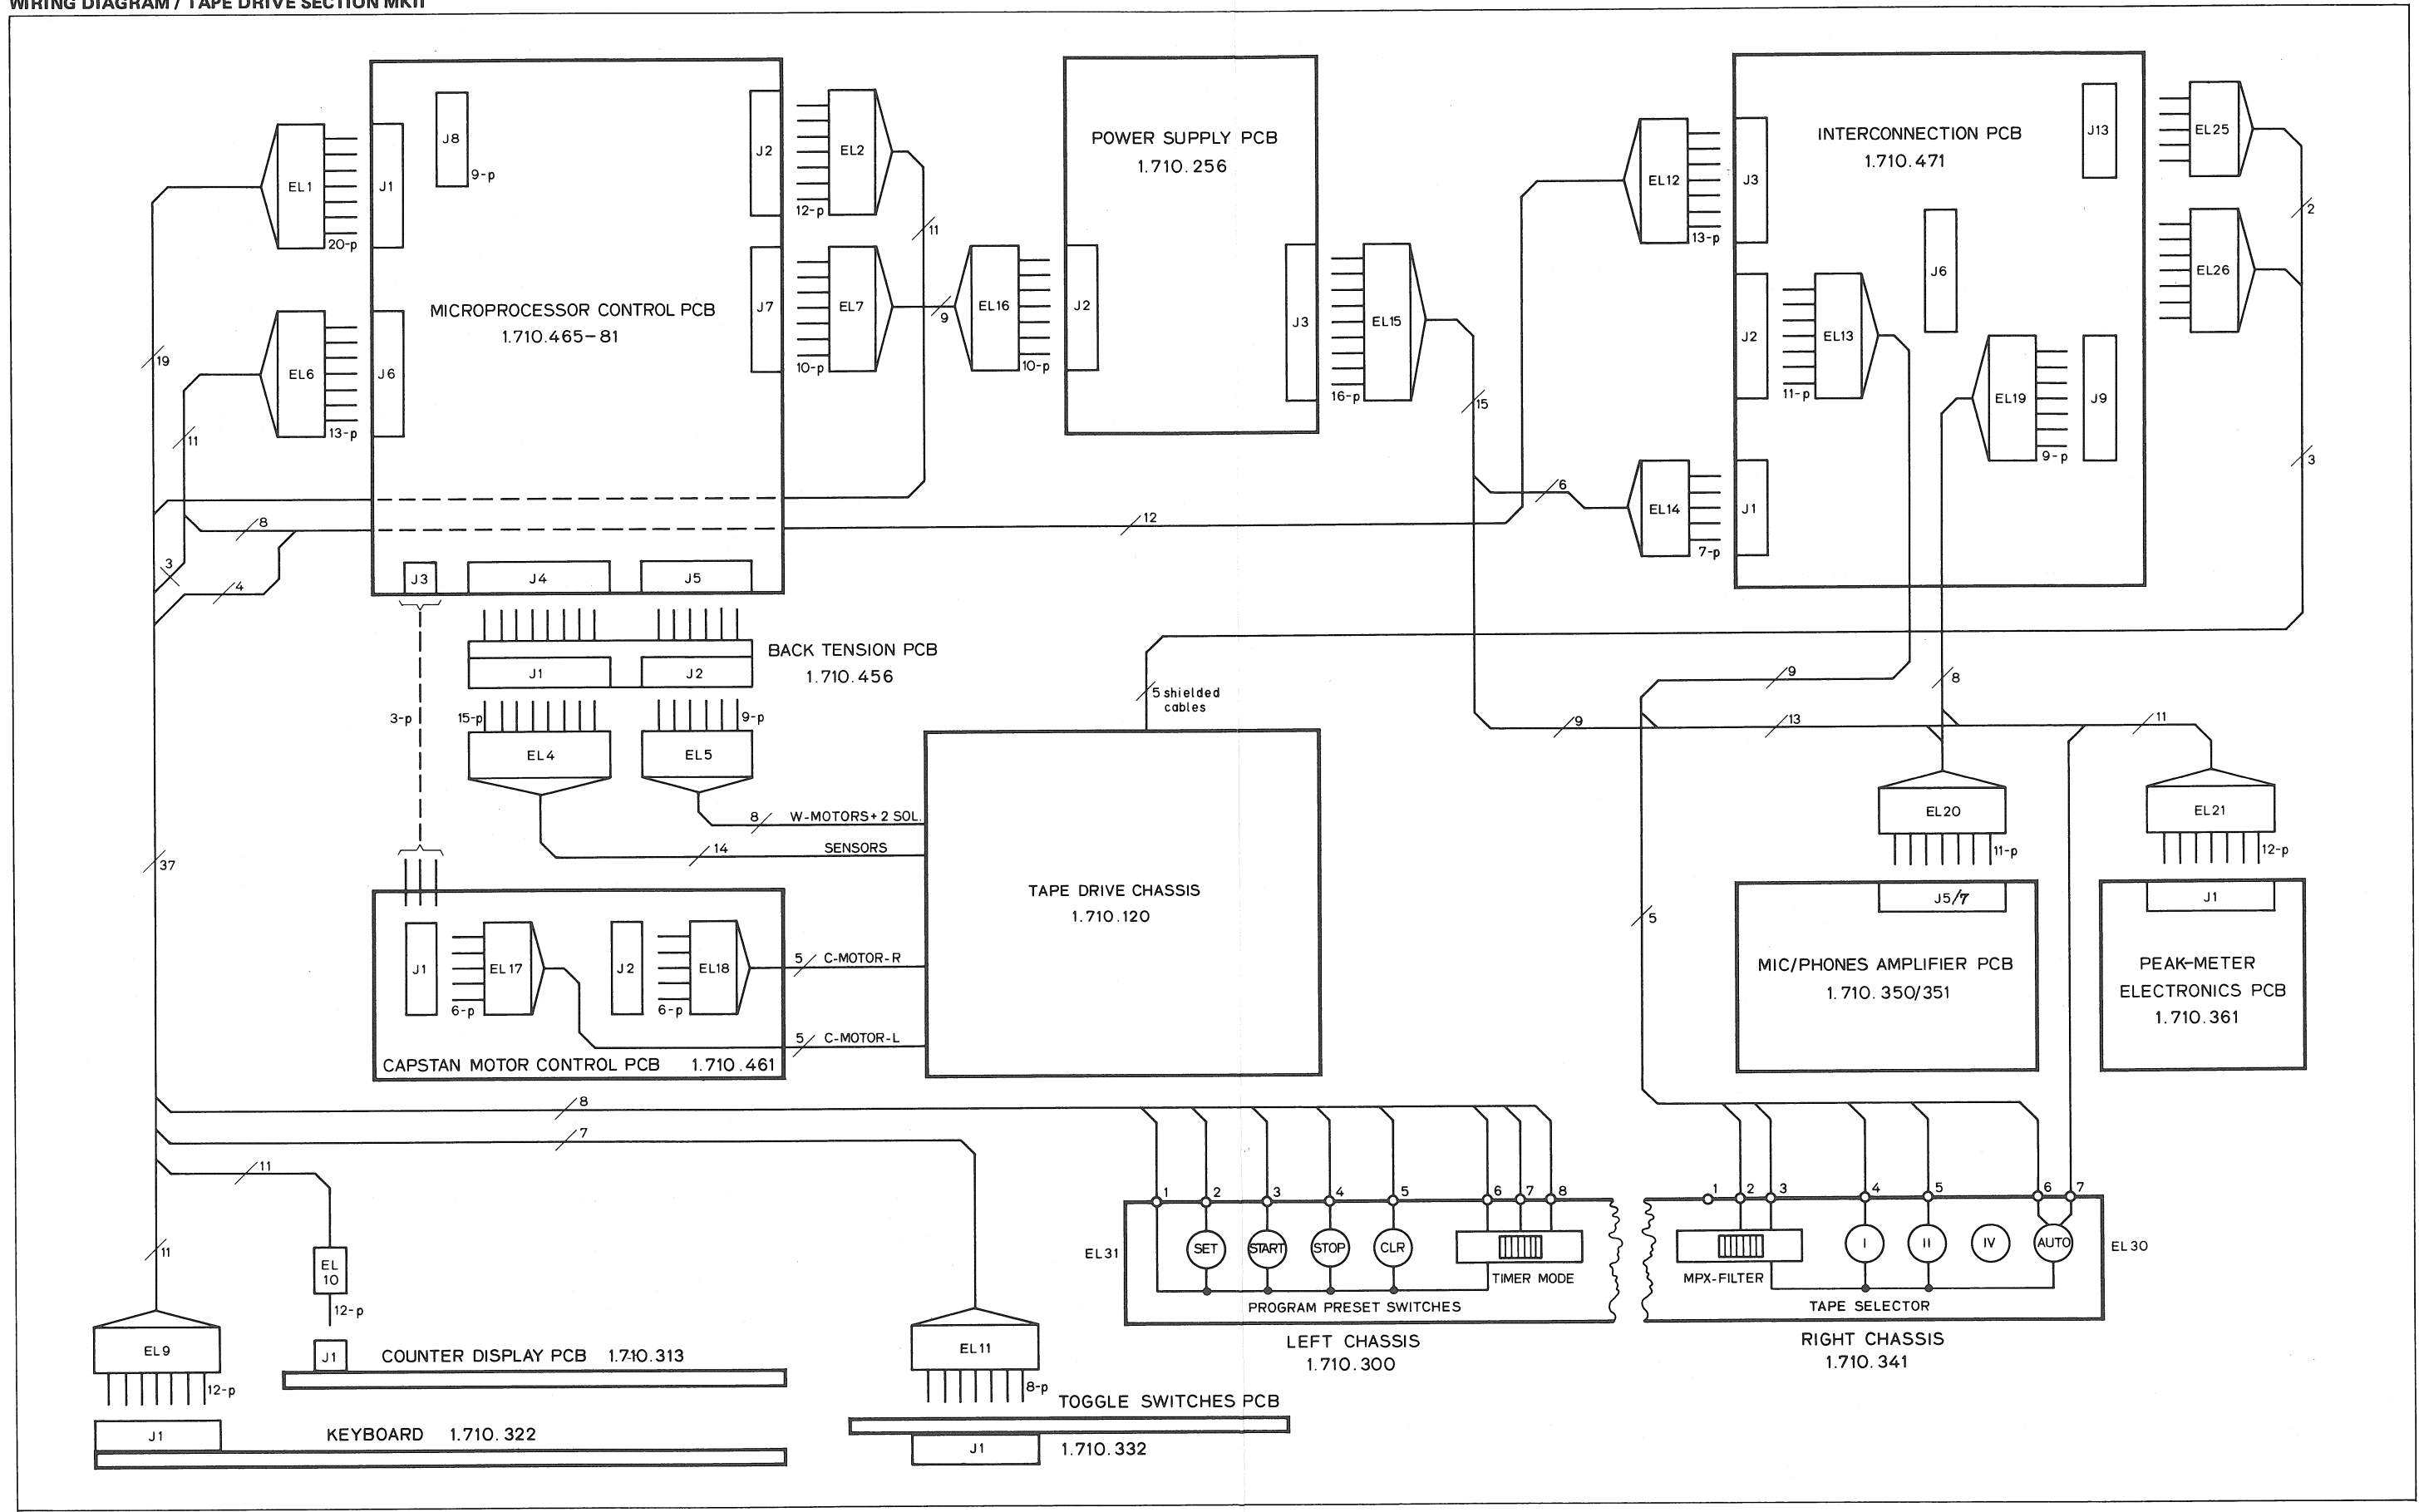 WIRING DIAGRAM / TAPE DRIVE SECTION MKII
EL1
20-p
J1
J8
9-p
J2
12-p
EL2
11
EL6
13-p
J6
19
11
MICROPROCESSOR CONTROL PCB
1.710.465-81
J7
10-p
EL7
9
EL16
10-p
POWER SUPPLY PCB
1.710.256
J2
J3
16-p
EL15
15
EL12
13-p
J3
INTERCONNECTION PCB
1.710.471
J13
EL25
2
J6
EL26
J2
11-p
EL13
EL19
9-p
J9
3
6
EL14
7-p
J1
8
12
3
4
J3
J4
J5
BACK TENSION PCB
1.710.456
J1
J2
3-p
15-p
9-p
EL4
EL5
5 shielded
cables
9
8
9
13
11
8
W-MOTORS+2 SOL.
14
SENSORS
37
TAPE DRIVE CHASSIS
1.710.120
EL20
11-p
EL21
12-p
J5/7
J1
MIC/PHONES AMPLIFIER PCB
1.710.350/351
PEAK-METER
ELECTRONICS PCB
1.710.361
5
J1
EL17
6-p
J2
EL18
6-p
5
C-MOTOR-R
5
C-MOTOR-L
CAPSTAN MOTOR CONTROL PCB 1.710.461
8
7
11
11
1
2
3
4
5
6
7
8
1
2
3
4
5
6
7
EL31
SET
START
STOP
CLR
TIMER MODE
PROGRAM PRESET SWITCHES
LEFT CHASSIS
1.710.300
MPX-FILTER
I
II
IV
AUTO
EL30
TAPE SELECTOR
RIGHT CHASSIS
1.710.341
EL
10
12-p
J1
COUNTER DISPLAY PCB 1.710.313
EL9
12-p
J1
KEYBOARD 1.710.322
EL11
8-p
TOGGLE SWITCHES PCB
J1
1.710.332